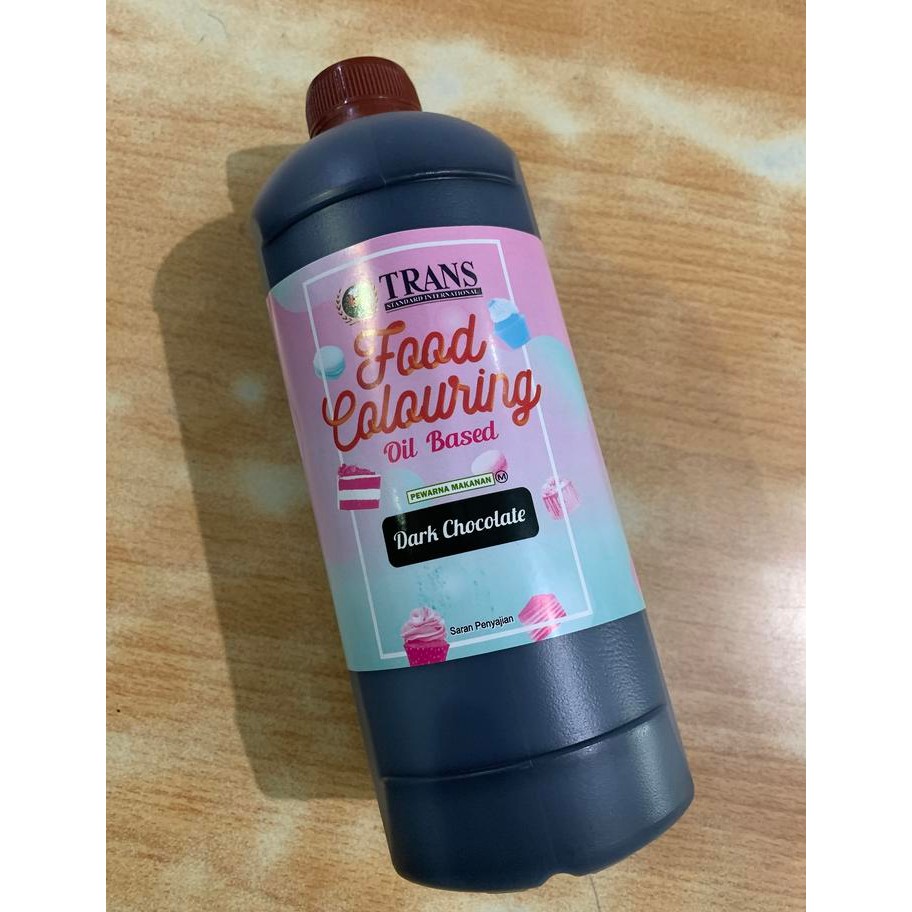 TRANS
STANDARD INTERNATIONAL
Food
Colouring
Oil Based
PEWARNA MAKANAN M
Dark Chocolate
Saran Penyajian